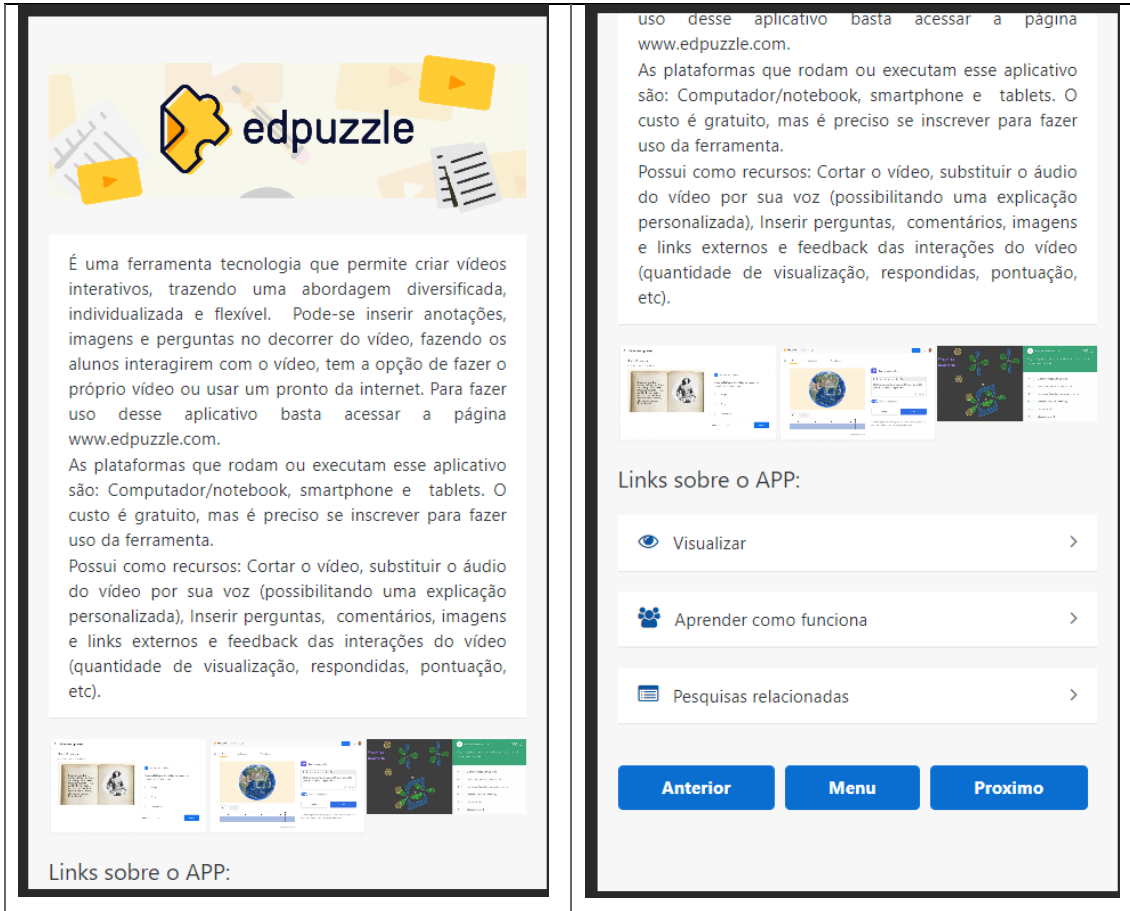 edpuzzle
É uma ferramenta tecnologia que permite criar vídeos
interativos, trazendo uma abordagem diversificada,
individualizada e flexível. Pode-se inserir anotações,
imagens e perguntas no decorrer do vídeo, fazendo os
alunos interagirem com o vídeo, tem a opção de fazer o
próprio vídeo ou usar um pronto da internet. Para fazer
uso desse aplicativo basta acessar a página
www.edpuzzle.com.
As plataformas que rodam ou executam esse aplicativo
são: Computador/notebook, smartphone e tablets. O
custo é gratuito, mas é preciso se inscrever para fazer
uso da ferramenta.
Possui como recursos: Cortar o vídeo, substituir o áudio
do vídeo por sua voz (possibilitando uma explicação
personalizada), Inserir perguntas, comentários, imagens
e links externos e feedback das interações do vídeo
(quantidade de visualização, respondidas, pontuação,
etc).
Links sobre o APP:
uso desse aplicativo basta acessar a página
www.edpuzzle.com.
As plataformas que rodam ou executam esse aplicativo
são: Computador/notebook, smartphone e tablets. O
custo é gratuito, mas é preciso se inscrever para fazer
uso da ferramenta.
Possui como recursos: Cortar o vídeo, substituir o áudio
do vídeo por sua voz (possibilitando uma explicação
personalizada), Inserir perguntas, comentários, imagens
e links externos e feedback das interações do vídeo
(quantidade de visualização, respondidas, pontuação,
etc).
Links sobre o APP:
Visualizar
Aprender como funciona
Pesquisas relacionadas
Anterior
Menu
Proximo